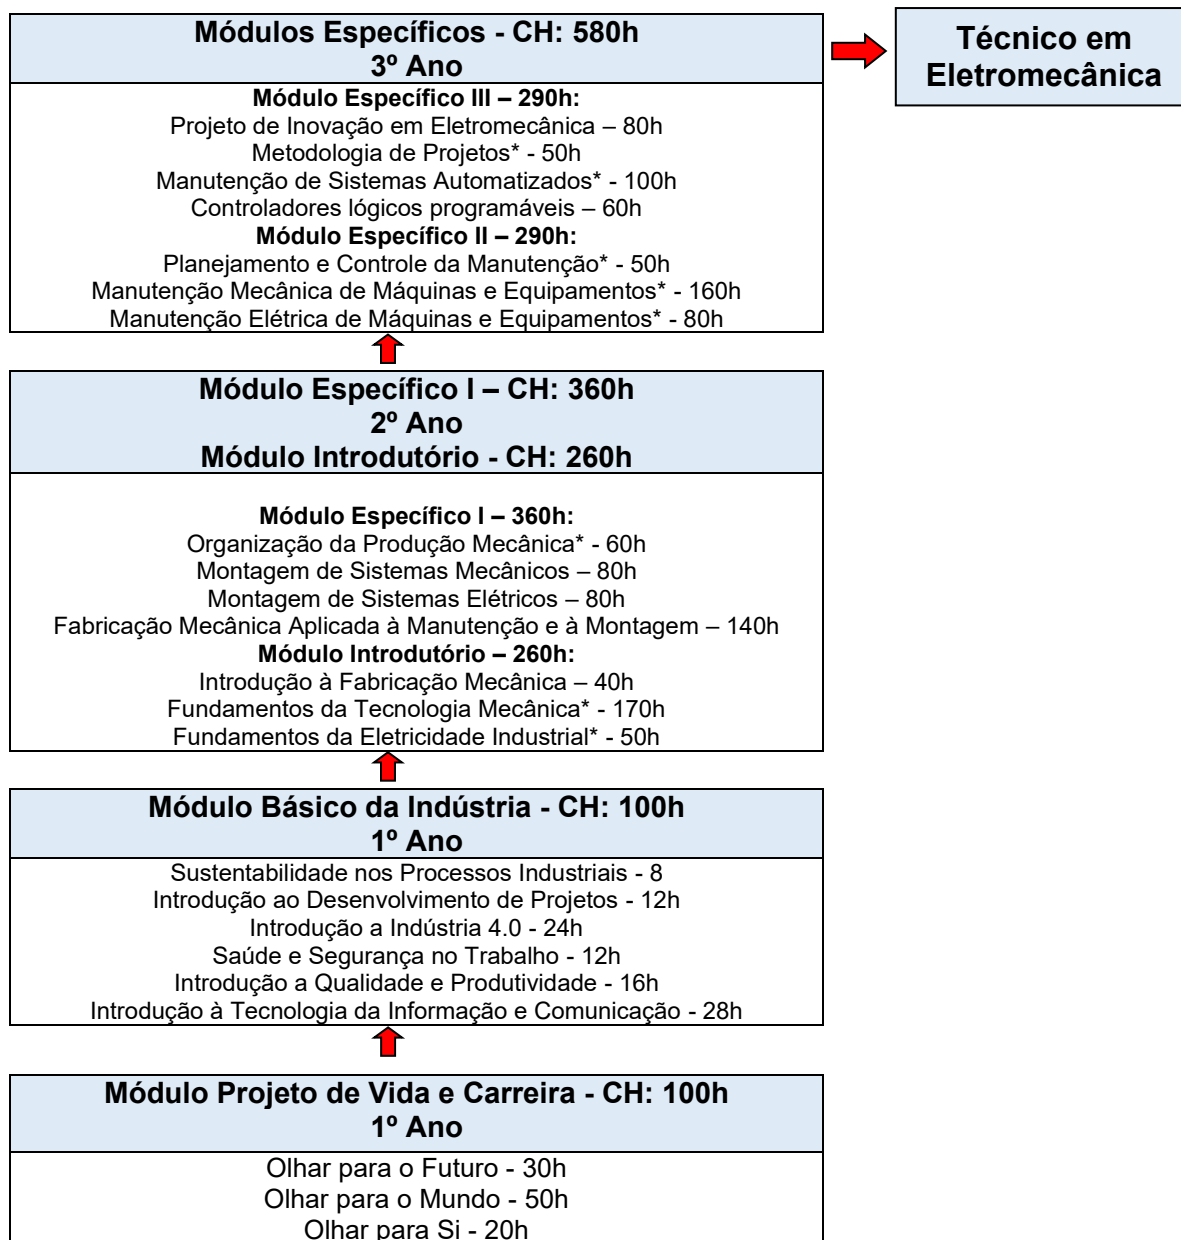 Módulos Específicos - CH: 580h
3º Ano
Técnico em
Eletromecânica
Módulo Específico III – 290h:
Projeto de Inovação em Eletromecânica – 80h
Metodologia de Projetos* - 50h
Manutenção de Sistemas Automatizados* - 100h
Controladores lógicos programáveis – 60h
Módulo Específico II – 290h:
Planejamento e Controle da Manutenção* - 50h
Manutenção Mecânica de Máquinas e Equipamentos* - 160h
Manutenção Elétrica de Máquinas e Equipamentos* - 80h
Módulo Específico I – CH: 360h
2º Ano
Módulo Introdutório - CH: 260h
Módulo Específico I – 360h:
Organização da Produção Mecânica* - 60h
Montagem de Sistemas Mecânicos – 80h
Montagem de Sistemas Elétricos – 80h
Fabricação Mecânica Aplicada à Manutenção e à Montagem – 140h
Módulo Introdutório – 260h:
Introdução à Fabricação Mecânica – 40h
Fundamentos da Tecnologia Mecânica* - 170h
Fundamentos da Eletricidade Industrial* - 50h
Módulo Básico da Indústria - CH: 100h
1º Ano
Sustentabilidade nos Processos Industriais - 8
Introdução ao Desenvolvimento de Projetos - 12h
Introdução a Indústria 4.0 - 24h
Saúde e Segurança no Trabalho - 12h
Introdução a Qualidade e Produtividade - 16h
Introdução à Tecnologia da Informação e Comunicação - 28h
Módulo Projeto de Vida e Carreira - CH: 100h
1º Ano
Olhar para o Futuro - 30h
Olhar para o Mundo - 50h
Olhar para Si - 20h